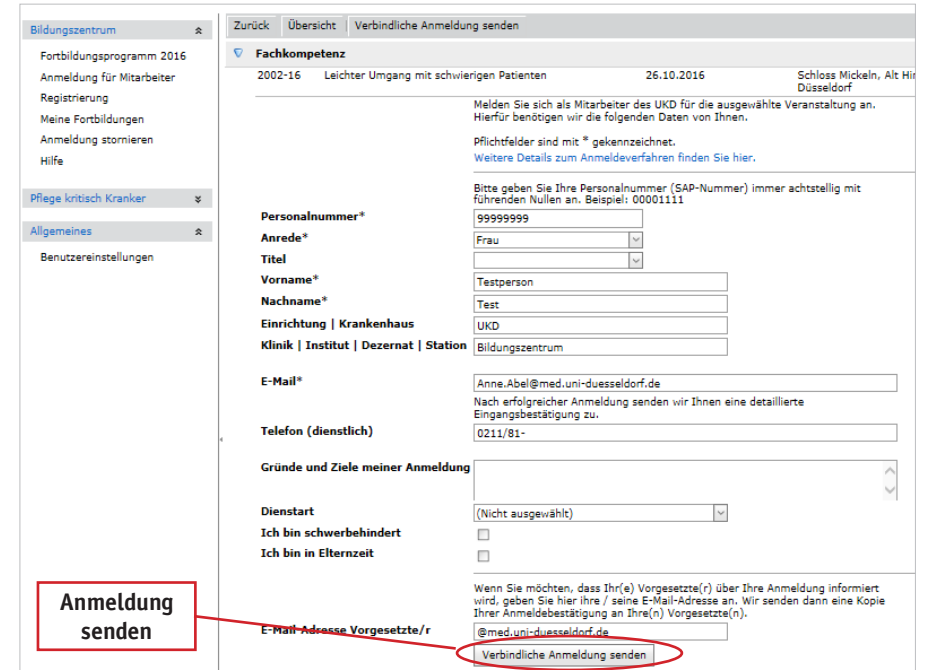 Bildungszentrum
Fortbildungsprogramm 2016
Anmeldung für Mitarbeiter
Registrierung
Meine Fortbildungen
Anmeldung stornieren
Hilfe
Pflege kritisch Kranker
Allgemeines
Benutzereinstellungen
Zurück Übersicht Verbindliche Anmeldung senden
Fachkompetenz
2002-16 Leichter Umgang mit schwierigen Patienten 26.10.2016 Schloss Mickeln, Alt
Düsseldorf
Melden Sie sich als Mitarbeiter des UKD für die ausgewählte Veranstaltung an.
Hierfür benötigen wir die folgenden Daten von Ihnen.
Pflichtfelder sind mit * gekennzeichnet.
Weitere Details zum Anmeldeverfahren finden Sie hier.
Bitte geben Sie Ihre Personalnummer (SAP-Nummer) immer achtstellig mit
führenden Nullen an. Beispiel: 00001111
Personalnummer* 99999999
Anrede* Frau
Titel
Vorname* Testperson
Nachname* Test
Einrichtung | Krankenhaus UKD
Klinik | Institut | Dezernat | Station Bildungszentrum
E-Mail* Anne.Abel@med.uni-duesseldorf.de
Nach erfolgreicher Anmeldung senden wir Ihnen eine detaillierte
Eingangsbestätigung zu.
Telefon (dienstlich) 0211/81-
Gründe und Ziele meiner Anmeldung
Dienstart (Nicht ausgewählt)
Ich bin schwerbehindert
Ich bin in Elternzeit
Wenn Sie möchten, dass Ihr(e) Vorgesetzte(r) über Ihre Anmeldung informiert
wird, geben Sie hier ihre / seine E-Mail-Adresse an. Wir senden dann eine Kopie
Ihrer Anmeldebestätigung an Ihre(n) Vorgesetzte(n).
E-Mail-Adresse Vorgesetzte/r @med.uni-duesseldorf.de
Verbindliche Anmeldung senden
Anmeldung
senden